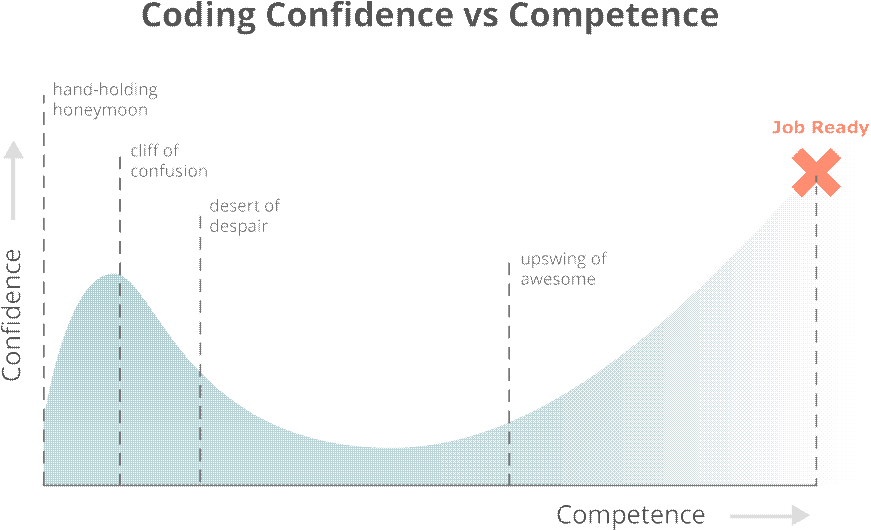 Coding Confidence vs Competence
hand-holding
honeymoon
cliff of
confusion
desert of
despair
upswing of
awesome
Job Ready
Confidence
Competence